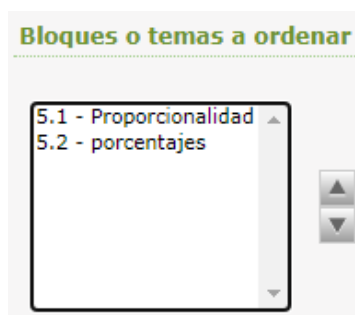 Bloques o temas a ordenar
5.1 - Proporcionalidad
5.2 - porcentajes